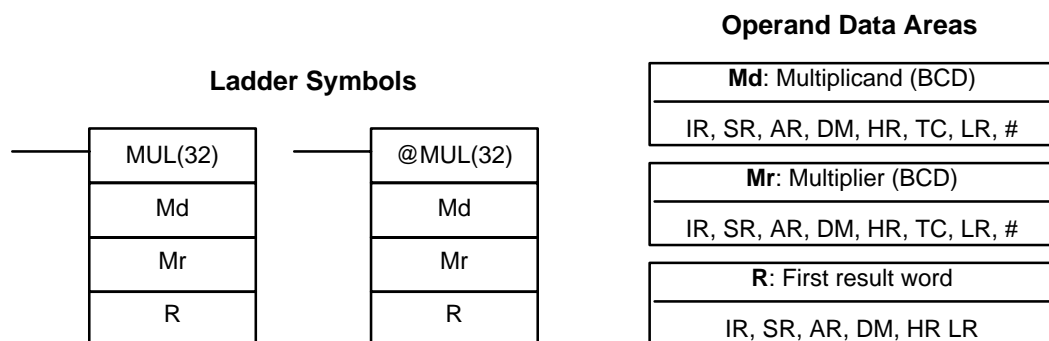 Operand Data Areas
Ladder Symbols
Md: Multiplicand (BCD)
IR, SR, AR, DM, HR, TC, LR, #
Mr: Multiplier (BCD)
IR, SR, AR, DM, HR, TC, LR, #
R: First result word
IR, SR, AR, DM, HR LR
MUL(32)
Md
Mr
R
@MUL(32)
Md
Mr
R